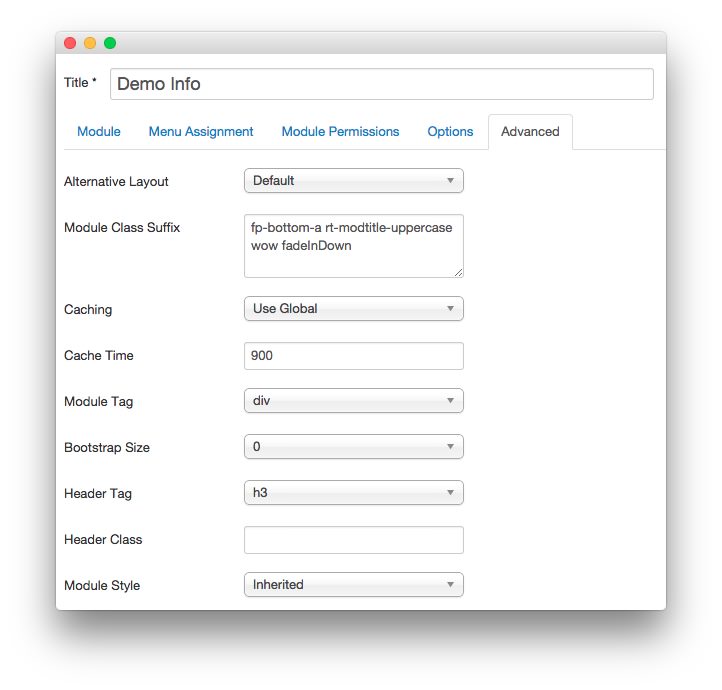 Title * Demo Info
Module Menu Assignment Module Permissions Options Advanced
Alternative Layout Default
Module Class Suffix fp-bottom-a rt-modtitle-uppercase
wow fadeInDown
Caching Use Global
Cache Time 900
Module Tag div
Bootstrap Size 0
Header Tag h3
Header Class
Module Style Inherited